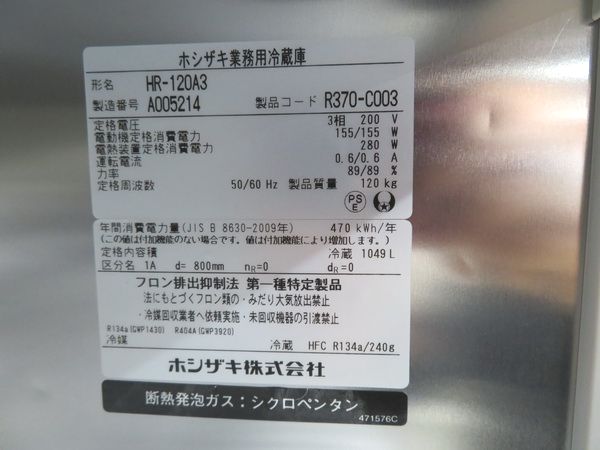 ホシザキ業務用冷蔵庫
形名 HR-120A3
製造番号 A005214 製品コード R370-C003
定格電圧 3相 200 V
電動機定格消費電力 155/155 W
電熱装置定格消費電力 280 W
運転電流 0.6/0.6 A
力率 89/89 %
定格周波数 50/60 Hz 製品質量 120 kg
PS
E
年間消費電力量(JIS B 8630-2009年) 470 kWh/年
(この値は付加機能のない場合です。値は付加機能により増加します。)
定格内容積 冷蔵 1049 L
区分名 1A d= 800mm nR=0 dR=0
フロン排出抑制法 第一種特定製品
法にもとづくフロン類の・みだり大気放出禁止
・冷媒回収業者へ依頼実施・未回収機器の引渡禁止
R134a(GWP1430) R404A(GWP3920)
冷媒 冷蔵 HFC R134a/240g
ホシザキ株式会社
断熱発泡ガス:シクロペンタン
471576C